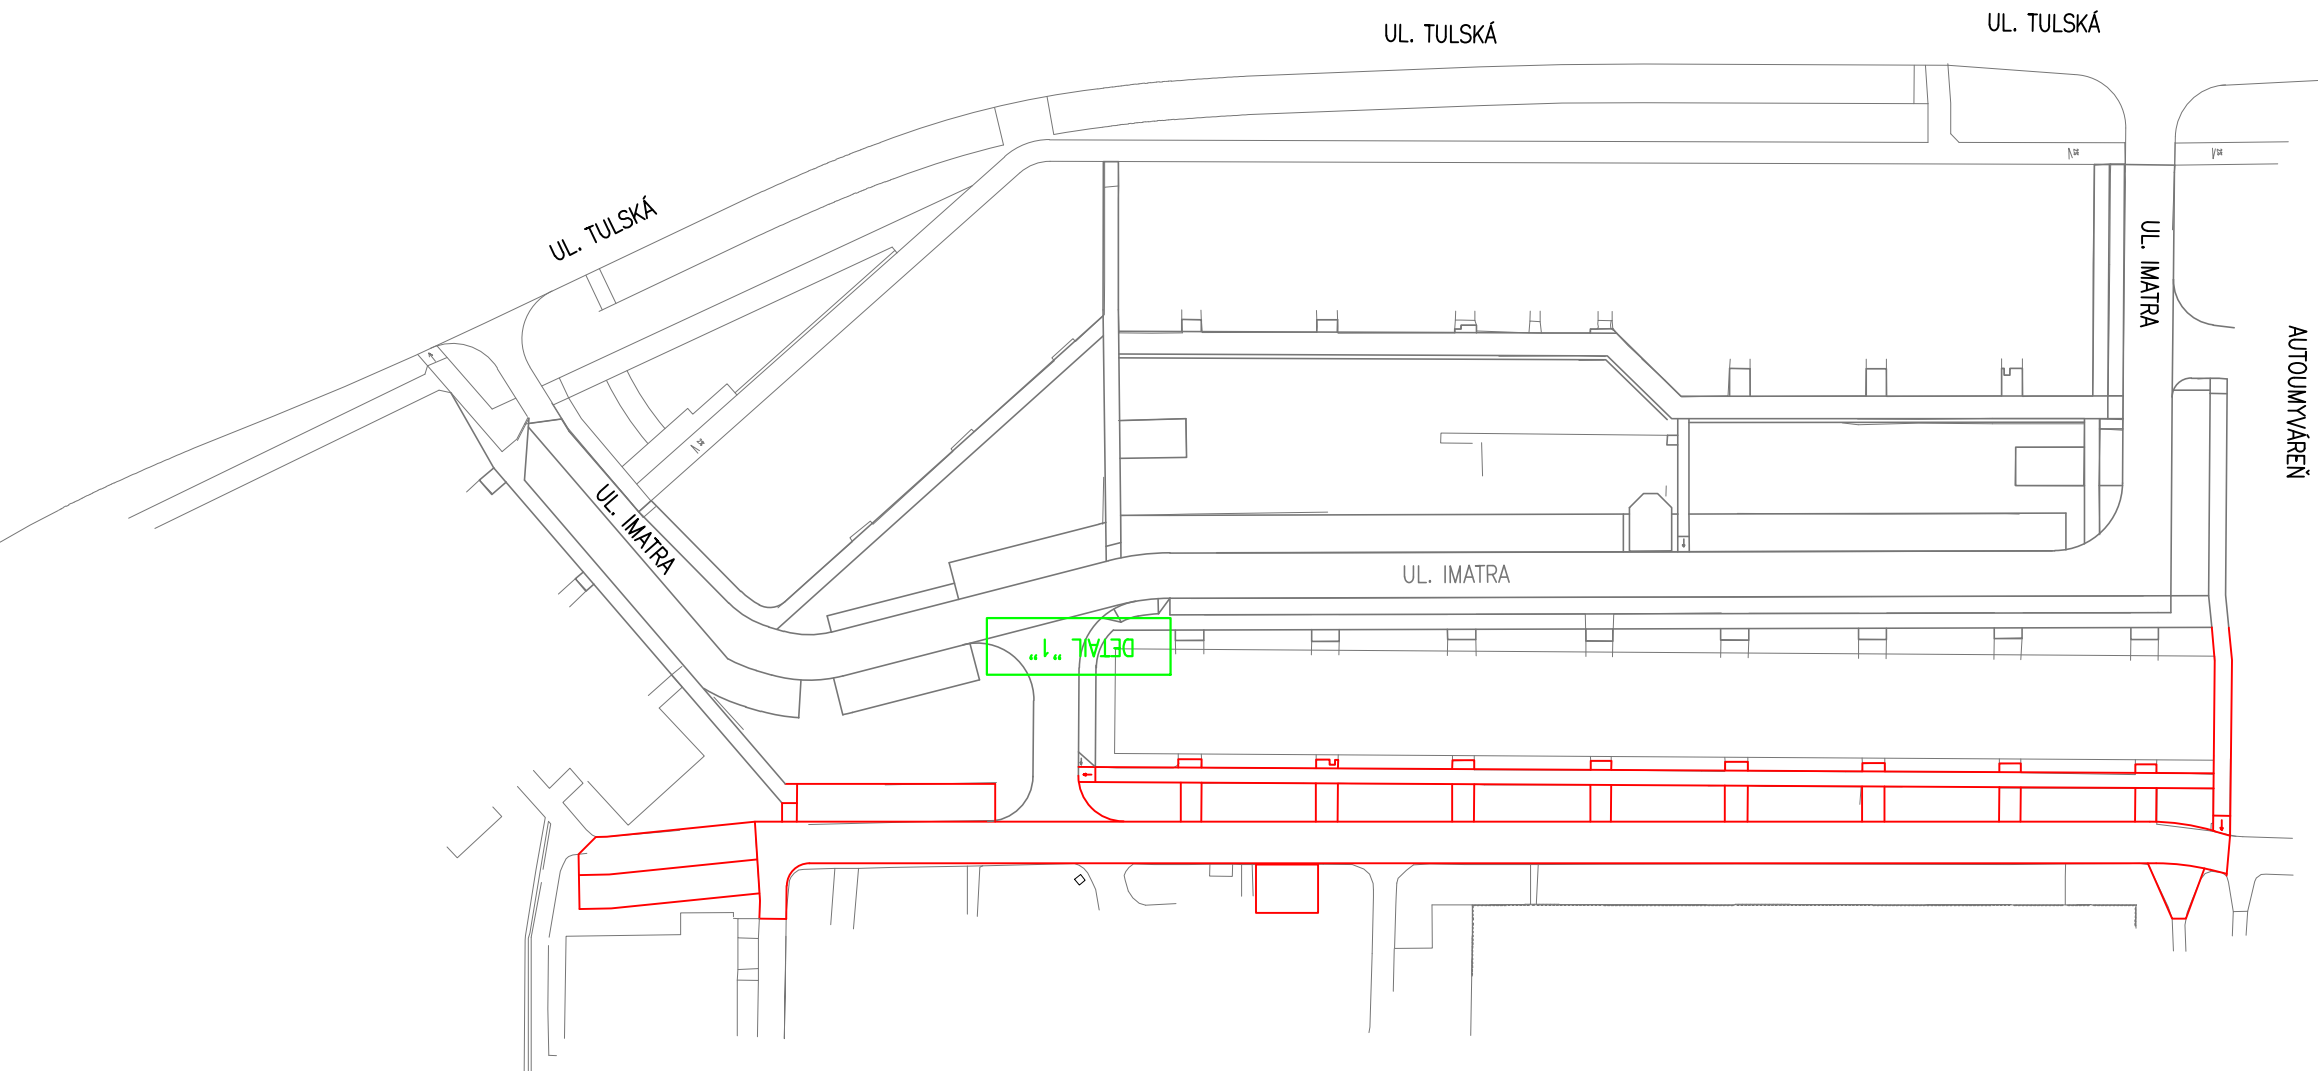 UL. TULSKÁ
UL. TULSKÁ
UL. TULSKÁ
UL. IMATRA
AUTOUMYVÁREŇ
UL. IMATRA
UL. IMATRA
DETAIL "1"